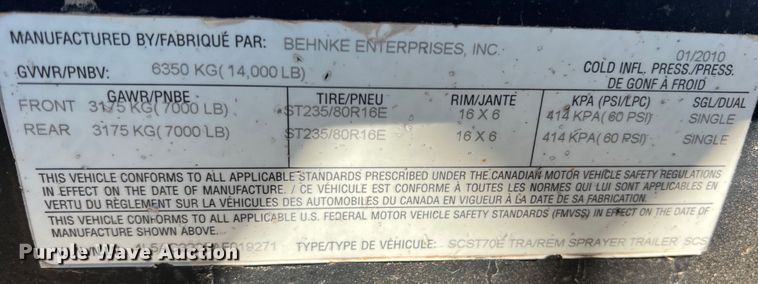 MANUFACTURED BY/FABRIQUÉ PAR: BEHNKE ENTERPRISES, INC.
01/2010
GVWR/PNBV: 6350 KG( 14,000 LB)
COLD INFL. PRESS./PRESS.
DE GONF À FROID
GAWR/PNBE TIRE/PNEU RIM/JANTE KPA (PSI/LPC) SGL/DUAL
FRONT 3175 KG( 7000 LB) ST235/80R16E 16 X 6 414 KPA( 60 PSI) SINGLE
REAR 3175 KG( 7000 LB) ST235/80R16E 16 X 6 414 KPA( 60 PSI) SINGLE
THIS VEHICLE CONFORMS TO ALL APPLICABLE STANDARDS PRESCRIBED UNDER THE CANADIAN MOTOR VEHICLE SAFETY REGULATIONS
IN EFFECT ON THE DATE OF MANUFACTURE. / CE VÉHICULE EST CONFORME À TOUTES LES NORMES QUI LUI SONT APPLICABLES EN
VERTU DU RÈGLEMENT SUR LA VÉHICULES DES AUTOMOBILES DU CANADA EN VIGUEUR À LA DATE DE SA FABRICATION.
THIS VEHICLE CONFORMS TO ALL APPLICABLE U.S. FEDERAL MOTOR VEHICLE SAFETY STANDARDS (FMVSS) IN EFFECT ON THE DATE OF
MANUFACTURE SHOWN ABOVE.
TYPE/TYPE DE VÉHICULE: SCST70E TRA/REM SPRAYER TRAILER SCS
Purple Wave Auction
Purple Wave Auction